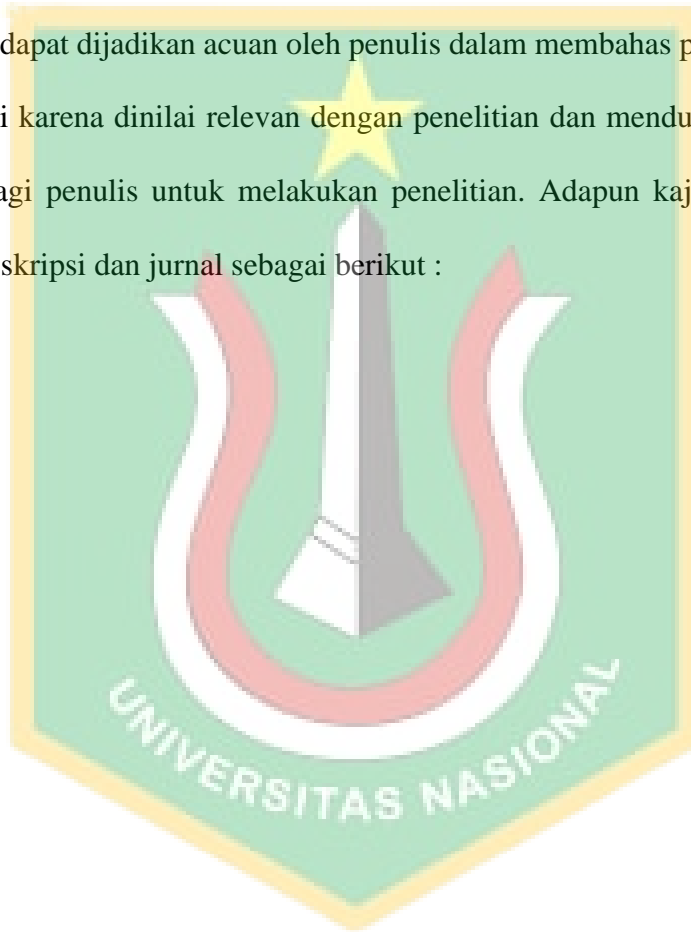 dapat dijadikan acuan oleh penulis dalam membahas p
i karena dinilai relevan dengan penelitian dan mendu
agi penulis untuk melakukan penelitian. Adapun kaj
skripsi dan jurnal sebagai berikut :
UNIVERSITAS NASIONAL